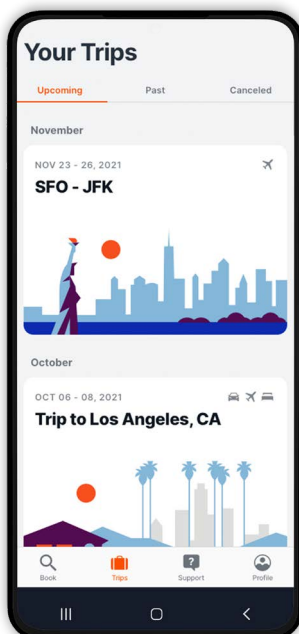 Your Trips
Upcoming Past Canceled
November
NOV 23 - 26, 2021
SFO - JFK
October
OCT 06 - 08, 2021
Trip to Los Angeles, CA
?
Book Trips Support Profile